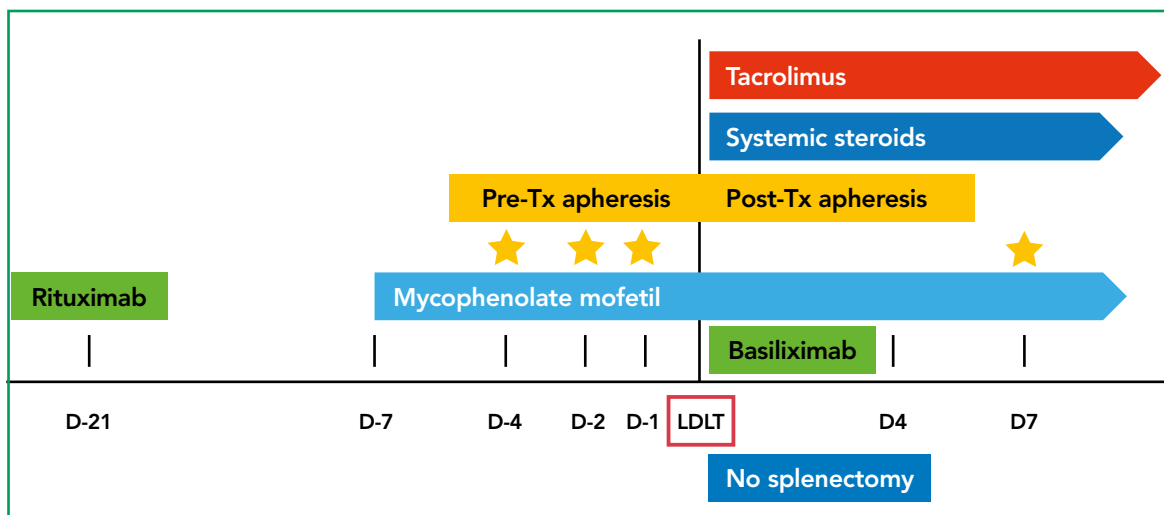 Tacrolimus
Systemic steroids
Pre-Tx apheresis
Post-Tx apheresis
Rituximab
Mycophenolate mofetil
Basiliximab
D-21
D-7
D-4
D-2
D-1
LDLT
D4
D7
No splenectomy